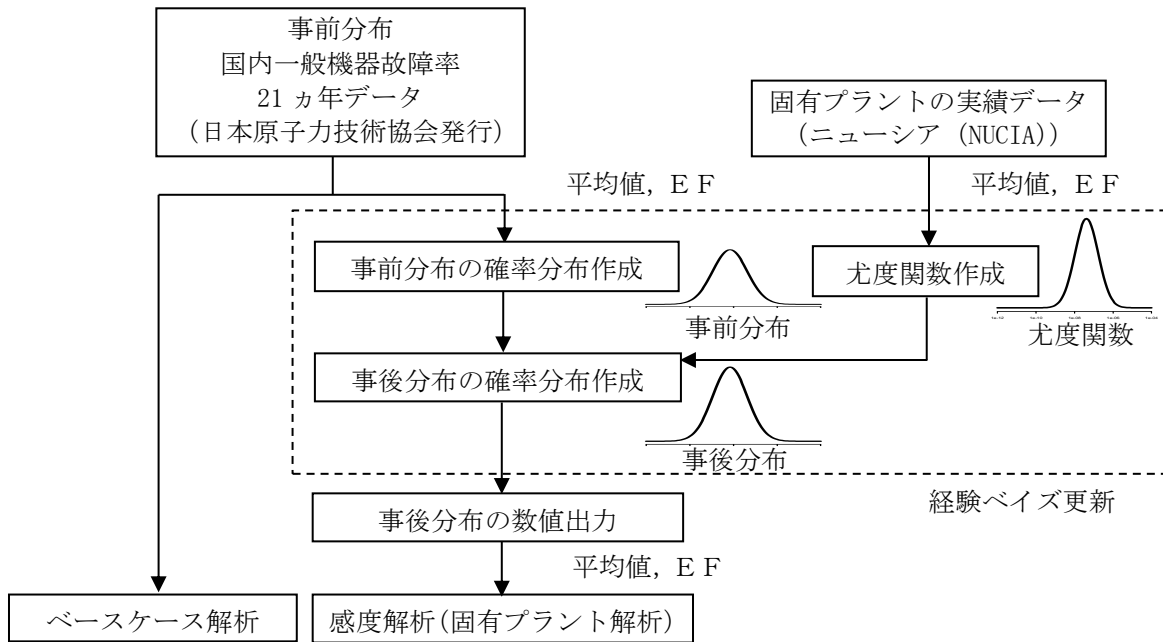 事前分布
国内一般機器故障率
21 ヵ年データ
(日本原子力技術協会発行)
固有プラントの実績データ
(ニューシア (NUCIA))
平均値, ＥＦ
平均値, ＥＦ
事前分布の確率分布作成
尤度関数作成
事前分布
尤度関数
事後分布の確率分布作成
事後分布
経験ベイズ更新
事後分布の数値出力
平均値, ＥＦ
ベースケース解析
感度解析(固有プラント解析)